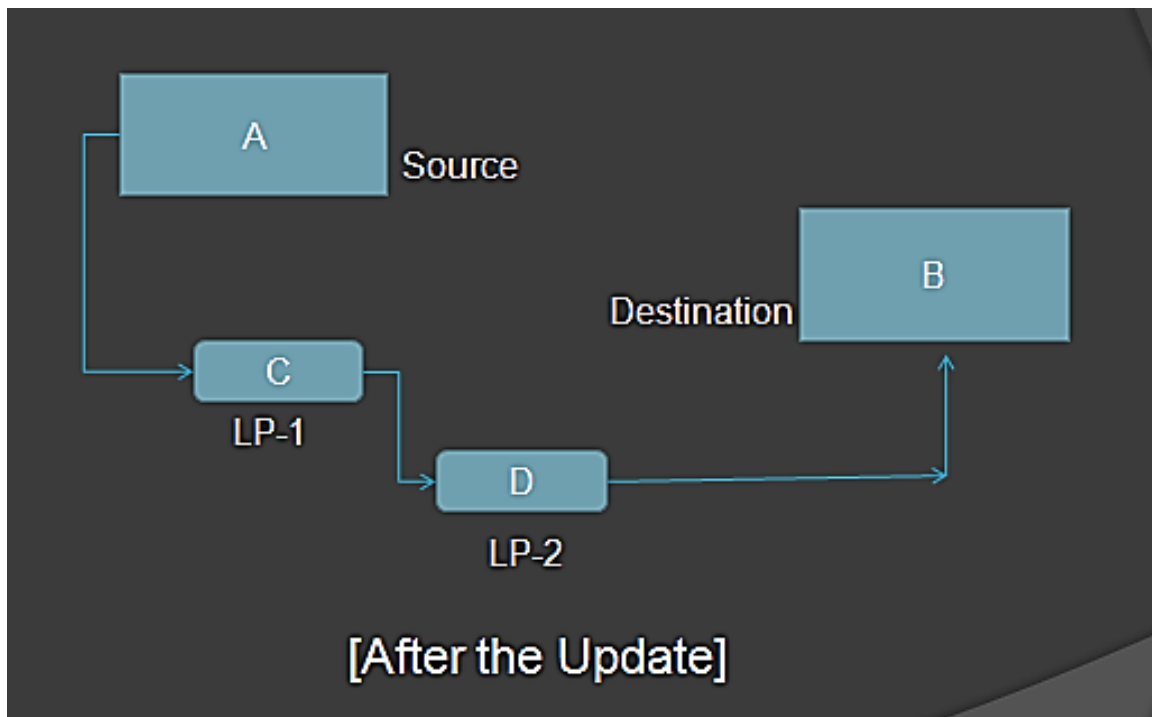 A
Source
B
Destination
C
LP-1
D
LP-2
[After the Update]